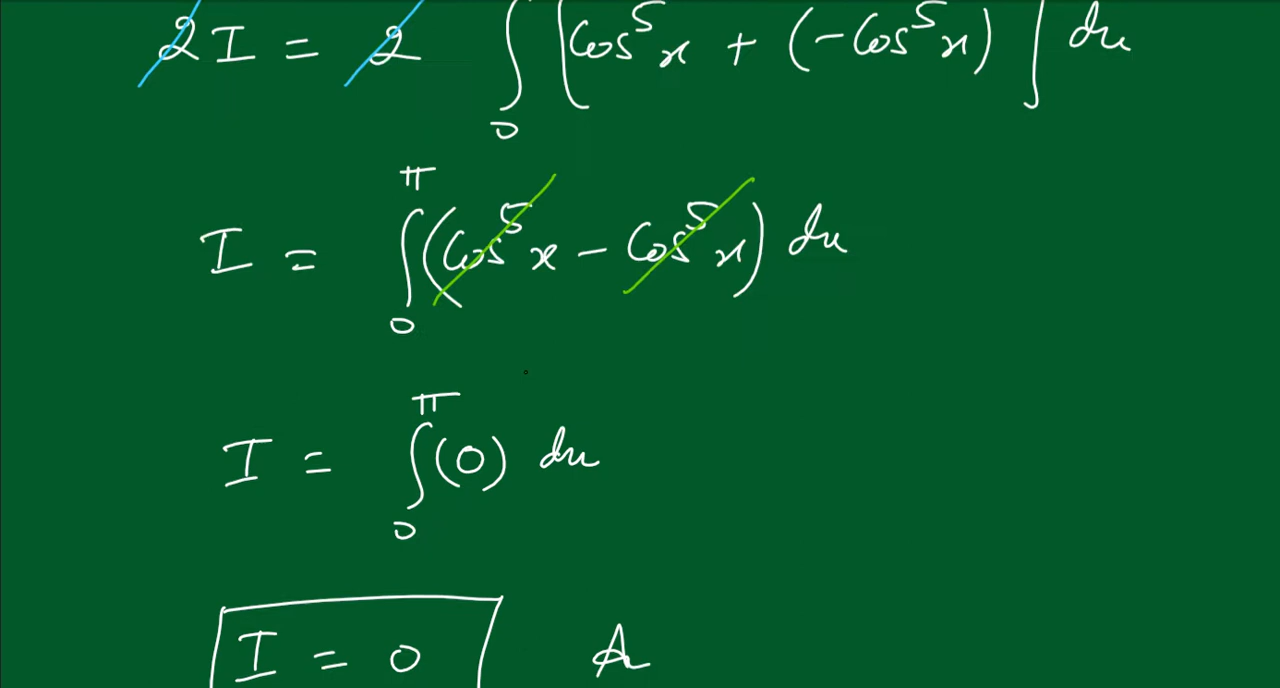 2I = 2 ∫₀ [Cos⁵x + (-Cos⁵x)] dx
I = ∫₀^π (Cos⁵x - Cos⁵x) dx
I = ∫₀^π (0) dx
I = 0 A